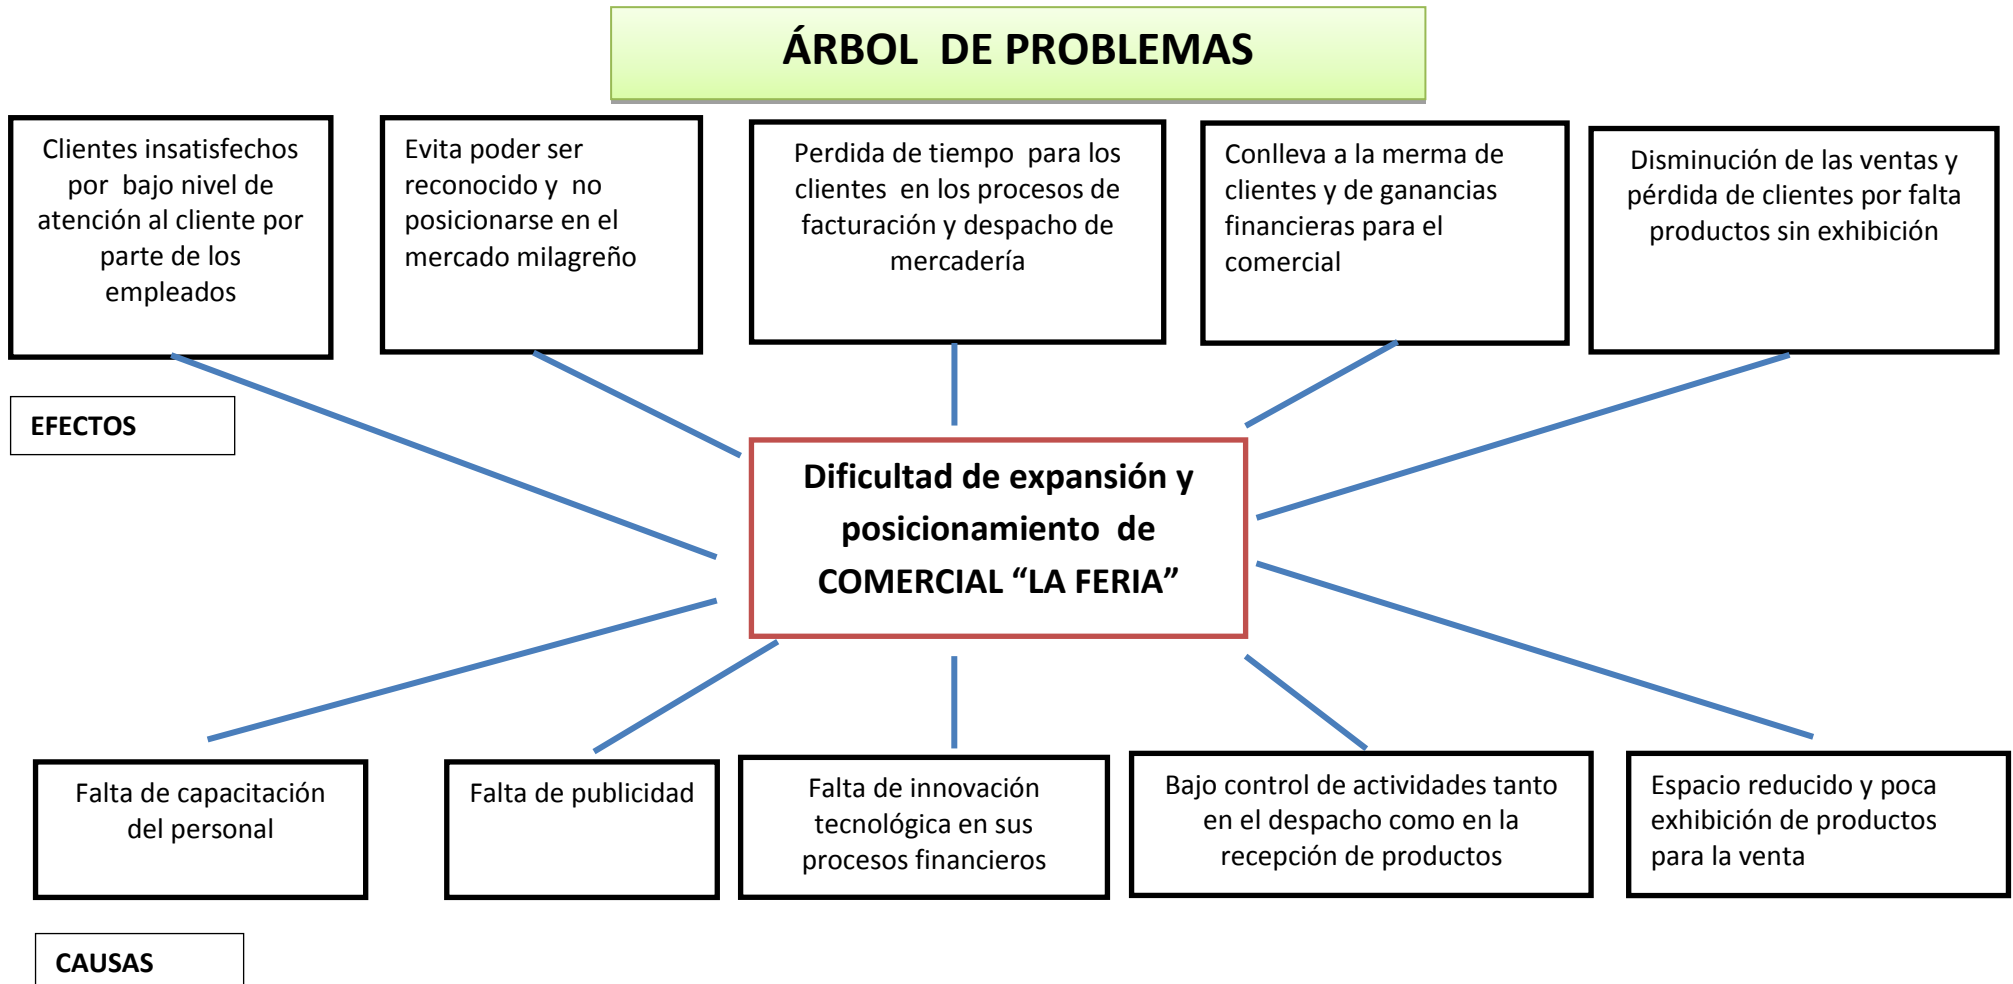 ÁRBOL DE PROBLEMAS
Clientes insatisfechos
por bajo nivel de
atención al cliente por
parte de los
empleados
Evita poder ser
reconocido y no
posicionarse en el
mercado milagreño
Perdida de tiempo para los
clientes en los procesos de
facturación y despacho de
mercadería
Conlleva a la merma de
clientes y de ganancias
financieras para el
comercial
Disminución de las ventas y
pérdida de clientes por falta
productos sin exhibición
EFECTOS
Dificultad de expansión y
posicionamiento de
COMERCIAL “LA FERIA”
Falta de capacitación
del personal
Falta de publicidad
Falta de innovación
tecnológica en sus
procesos financieros
Bajo control de actividades tanto
en el despacho como en la
recepción de productos
Espacio reducido y poca
exhibición de productos
para la venta
CAUSAS